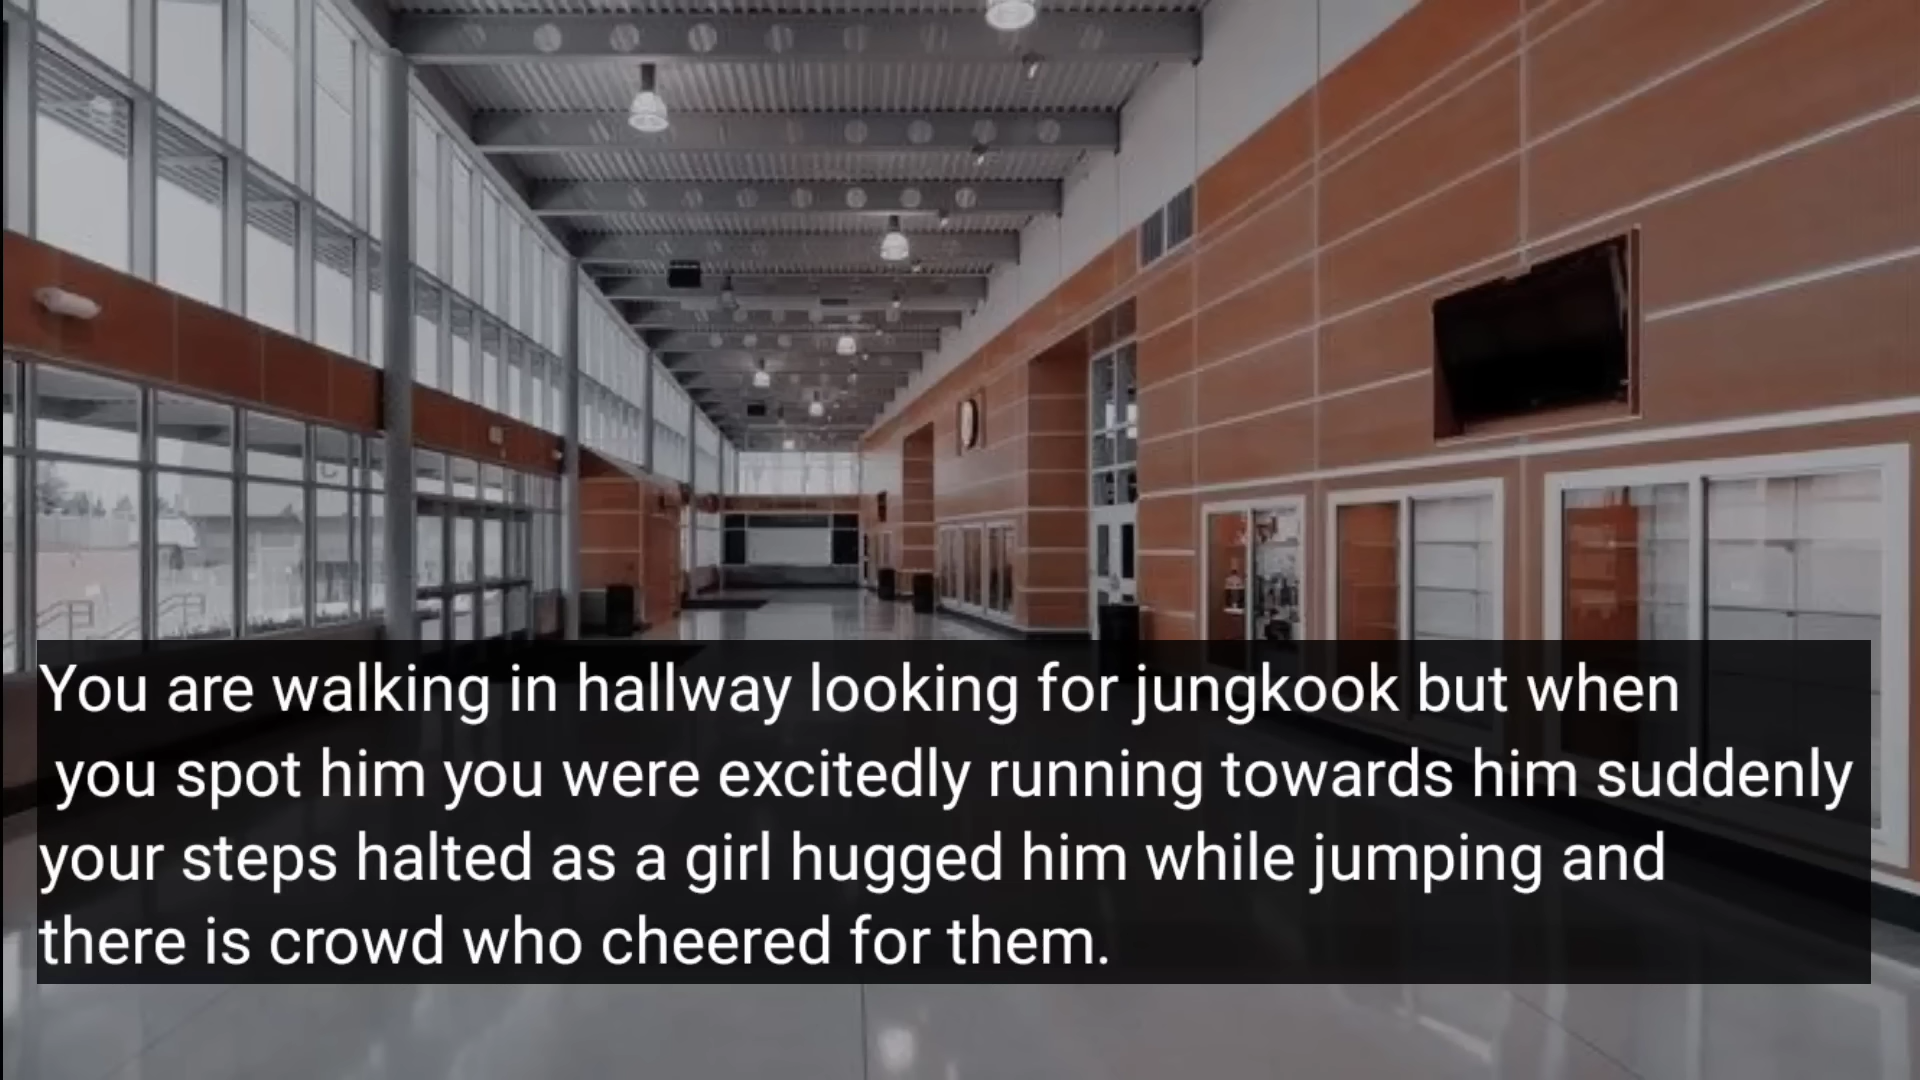 You are walking in hallway looking for jungkook but when
you spot him you were excitedly running towards him suddenly
your steps halted as a girl hugged him while jumping and
there is crowd who cheered for them.